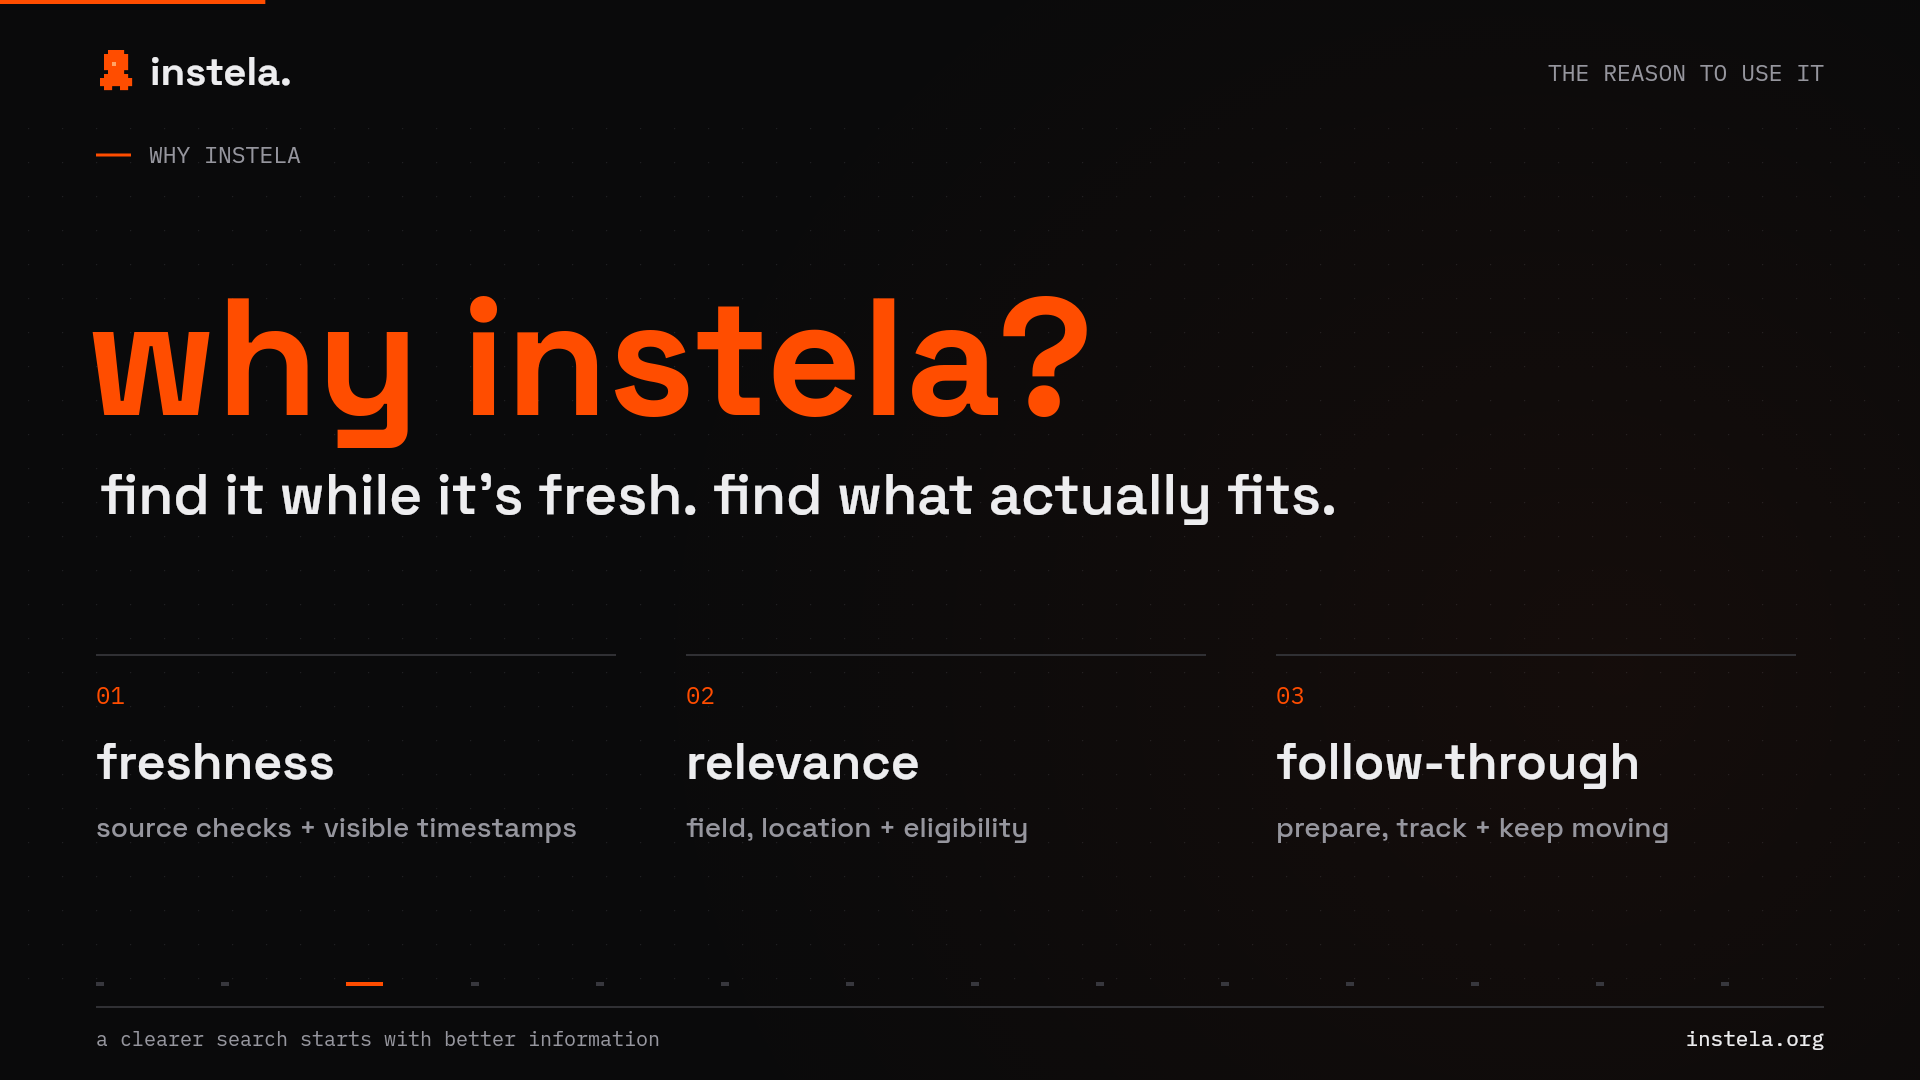 instela.
THE REASON TO USE IT
WHY INSTELA
why instela?
find it while it's fresh. find what actually fits.
01
freshness
source checks + visible timestamps
02
relevance
field, location + eligibility
03
follow-through
prepare, track + keep moving
a clearer search starts with better information
instela.org